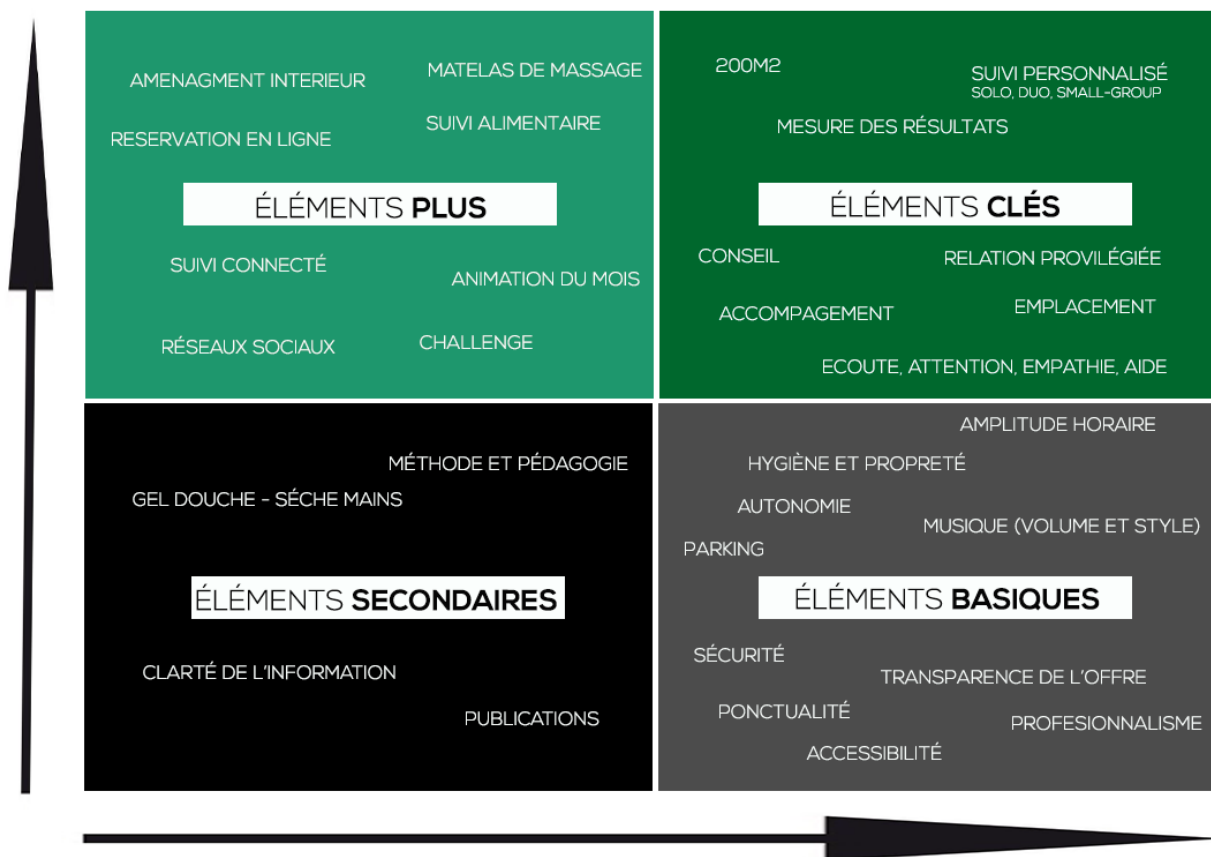 AMENAGMENT INTERIEUR
MATELAS DE MASSAGE
RESERVATION EN LIGNE
SUIVI ALIMENTAIRE
ÉLÉMENTS PLUS
SUIVI CONNECTÉ
ANIMATION DU MOIS
RÉSEAUX SOCIAUX
CHALLENGE
200M2
SUIVI PERSONNALISÉ
SOLO, DUO, SMALL-GROUP
MESURE DES RÉSULTATS
ÉLÉMENTS CLÉS
CONSEIL
RELATION PROVILÉGIÉE
ACCOMPAGEMENT
EMPLACEMENT
ECOUTE, ATTENTION, EMPATHIE, AIDE
MÉTHODE ET PÉDAGOGIE
GEL DOUCHE - SÉCHE MAINS
ÉLÉMENTS SECONDAIRES
CLARTÉ DE L'INFORMATION
PUBLICATIONS
AMPLITUDE HORAIRE
HYGIÈNE ET PROPRETÉ
AUTONOMIE
MUSIQUE (VOLUME ET STYLE)
PARKING
ÉLÉMENTS BASIQUES
SÉCURITÉ
TRANSPARENCE DE L'OFFRE
PONCTUALITÉ
PROFESIONNALISME
ACCESSIBILITÉ